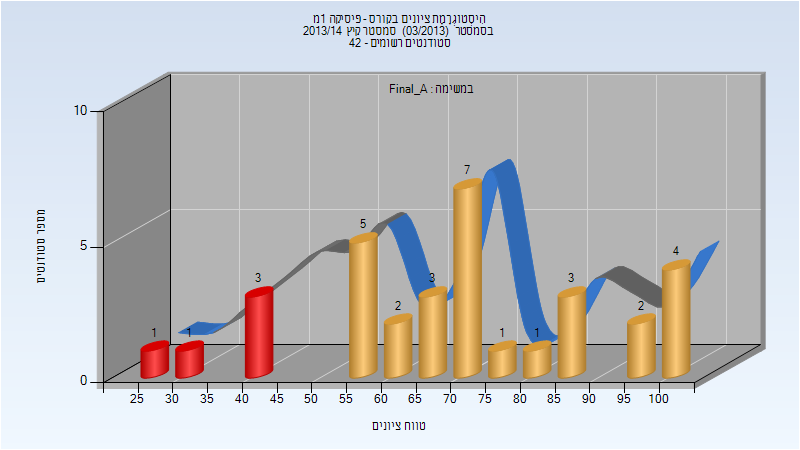 היסטוגרמת ציונים בקורס - פיסיקה 1מ
בסמסטר (03/2013) סמסטר קיץ 2013/14
סטודנטים רשומים - 42
במשימה : Final_A
מספר סטודנטים
10
5
0
1
1
3
5
2
3
7
1
1
3
2
4
25 30 35 40 45 50 55 60 65 70 75 80 85 90 95 100
טווח ציונים